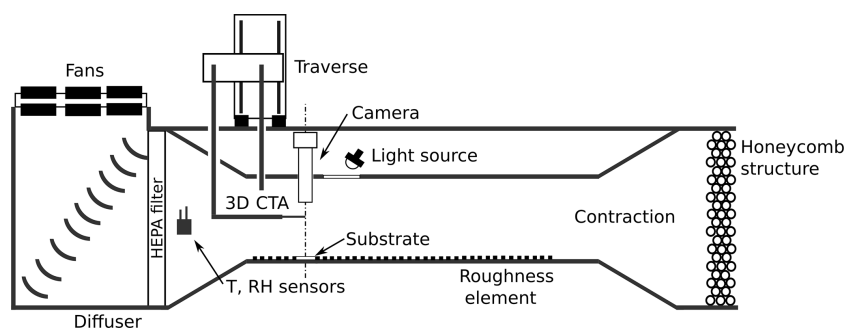 Fans
Traverse
Camera
Light source
Honeycomb
structure
HEPA filter
3D CTA
Contraction
Substrate
T, RH sensors
Roughness
element
Diffuser